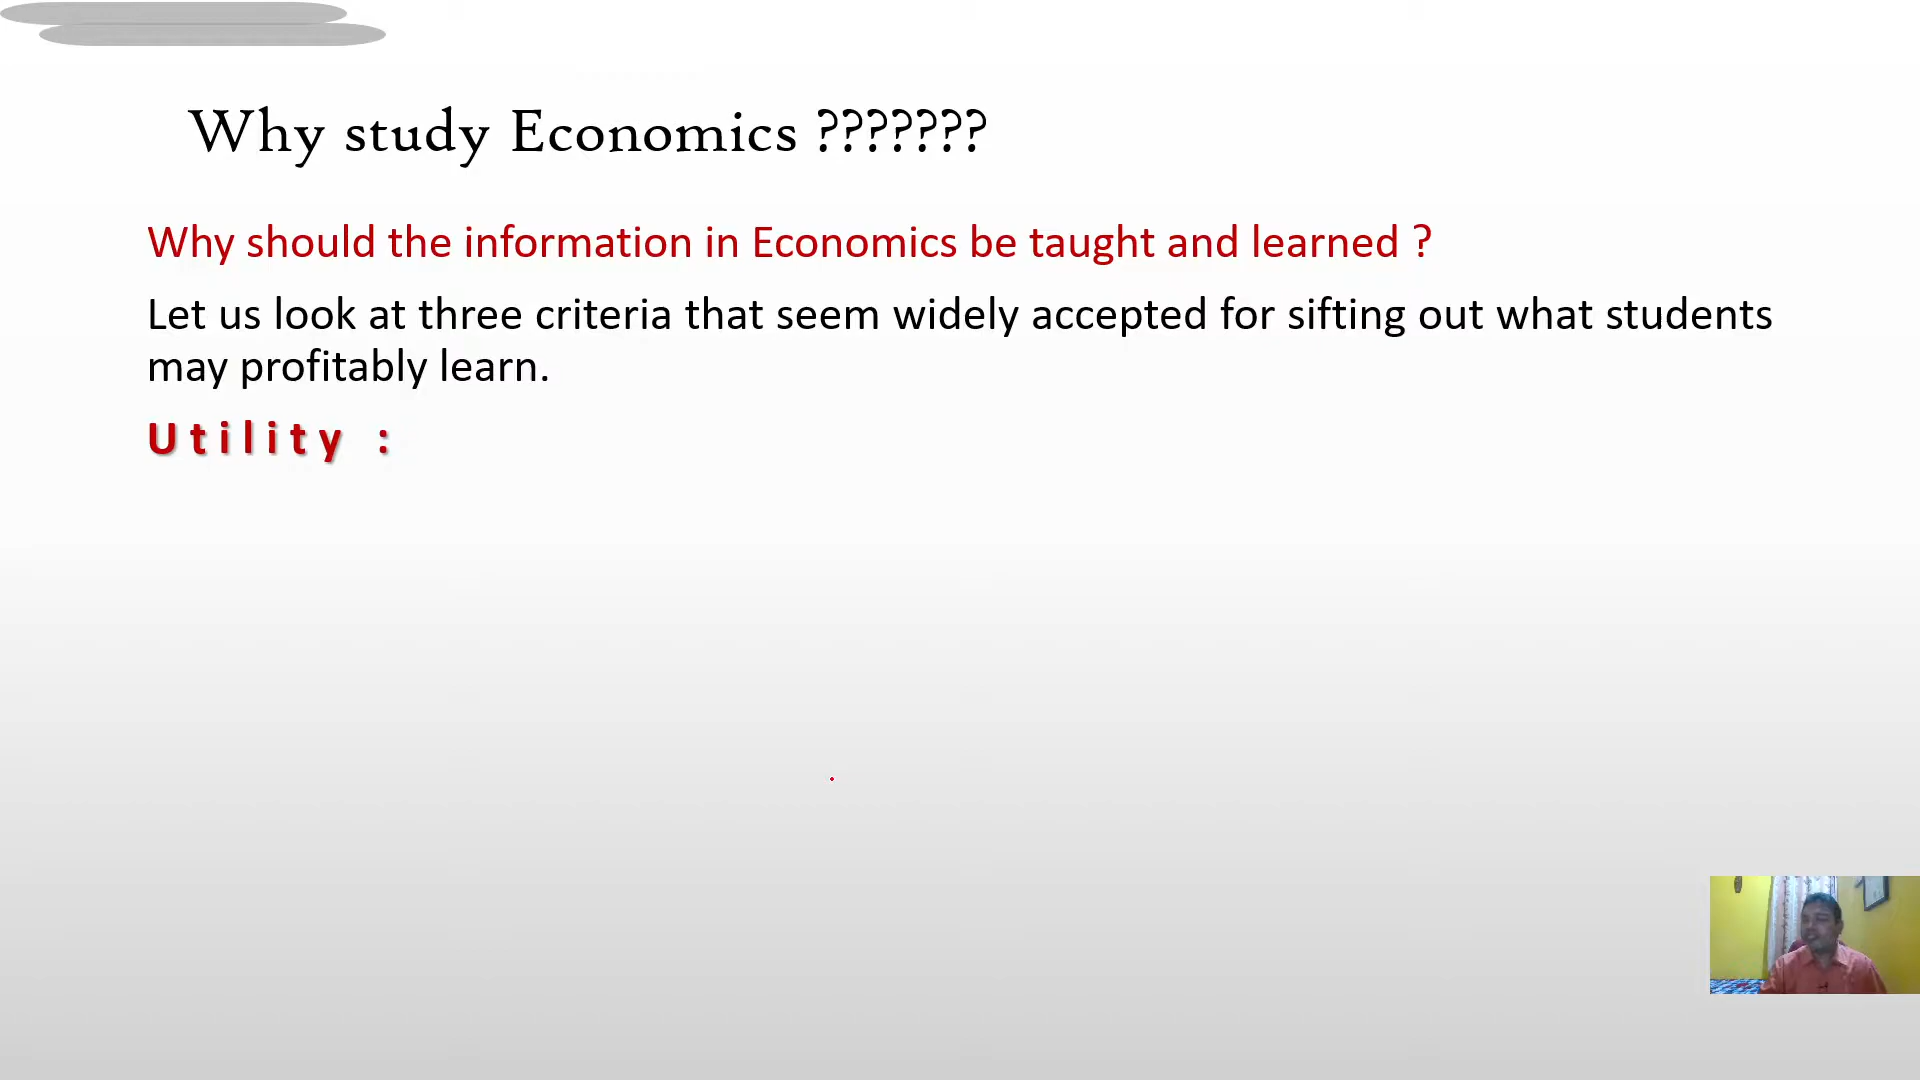 Why study Economics ???????
Why should the information in Economics be taught and learned ?
Let us look at three criteria that seem widely accepted for sifting out what students
may profitably learn.
Utility :